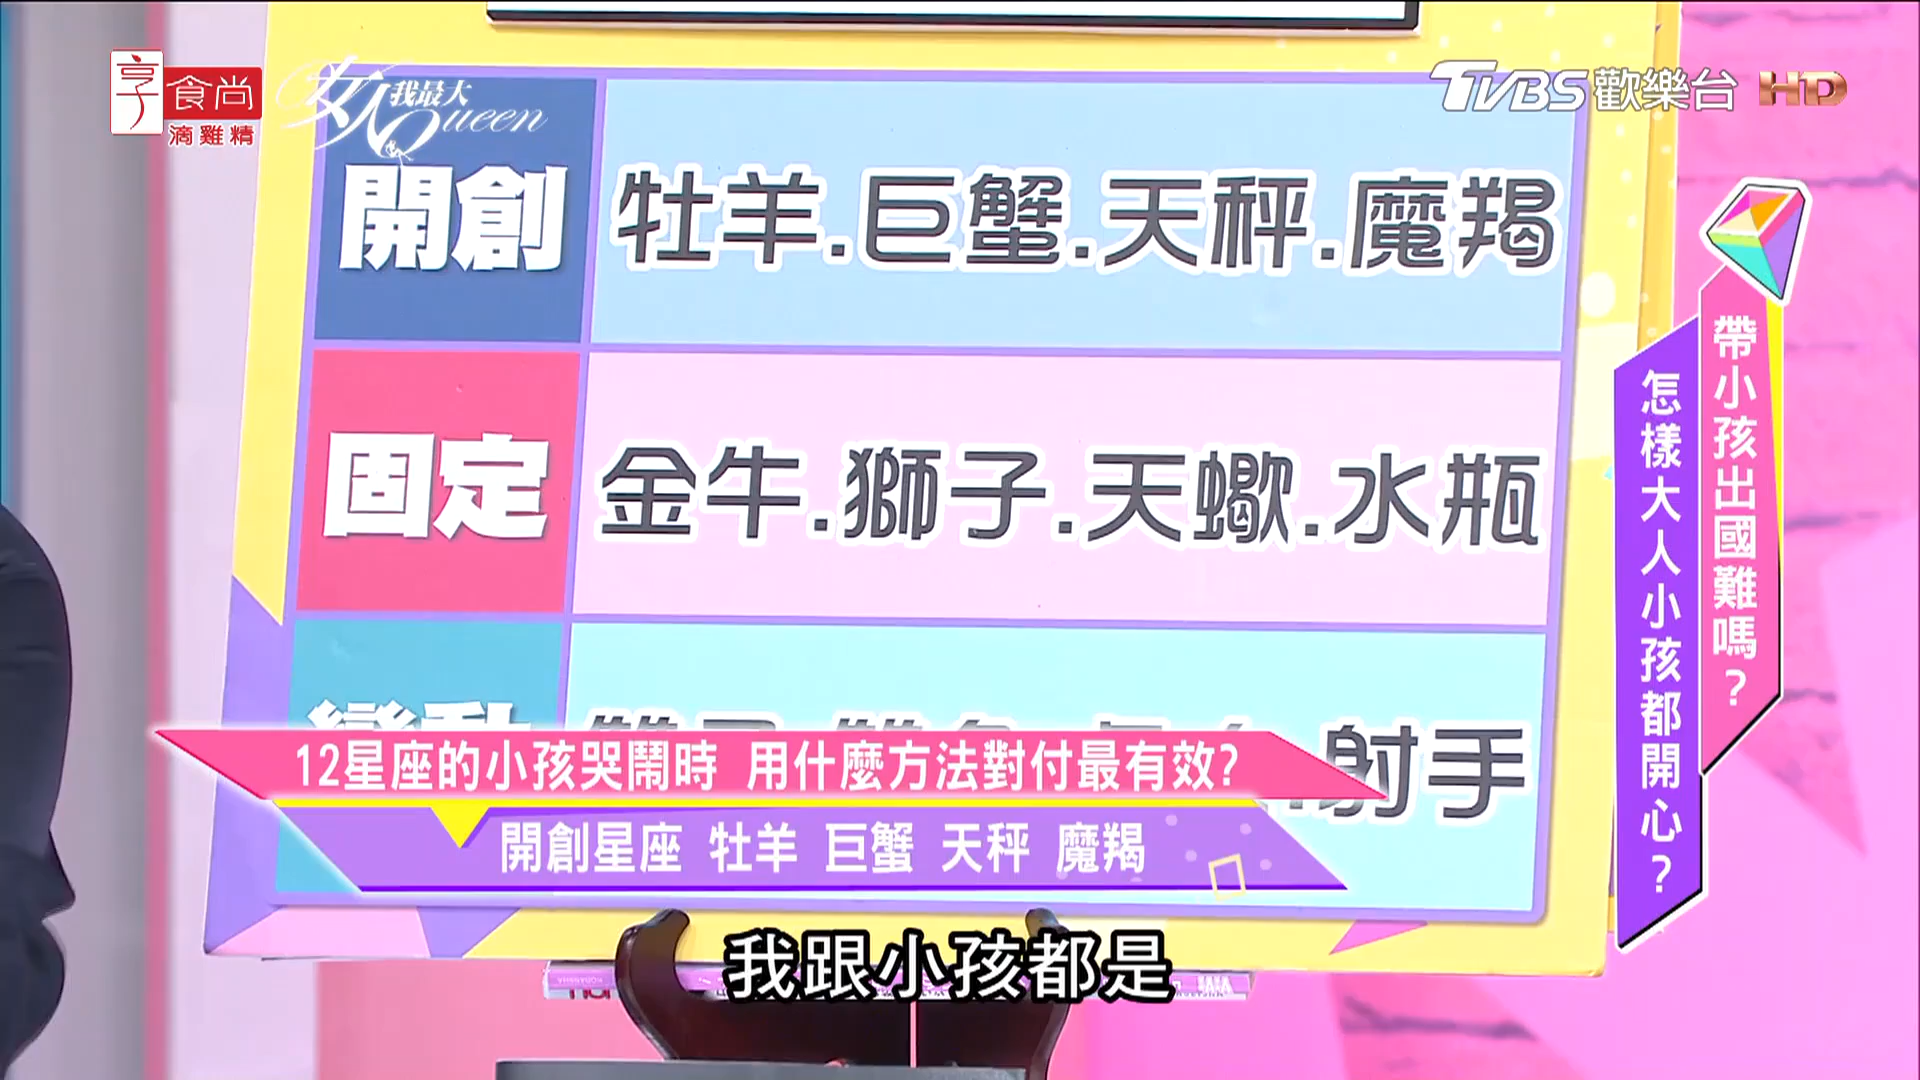 享食尚
滴雞精
女人我最大
Queen
TVBS歡樂台 HD
開創 牡羊.巨蟹.天秤.魔羯
固定 金牛.獅子.天蠍.水瓶
變動
.射手
帶小孩出國難嗎?
怎樣大人小孩都開心?
12星座的小孩哭鬧時 用什麼方法對付最有效?
開創星座 牡羊 巨蟹 天秤 魔羯
我跟小孩都是